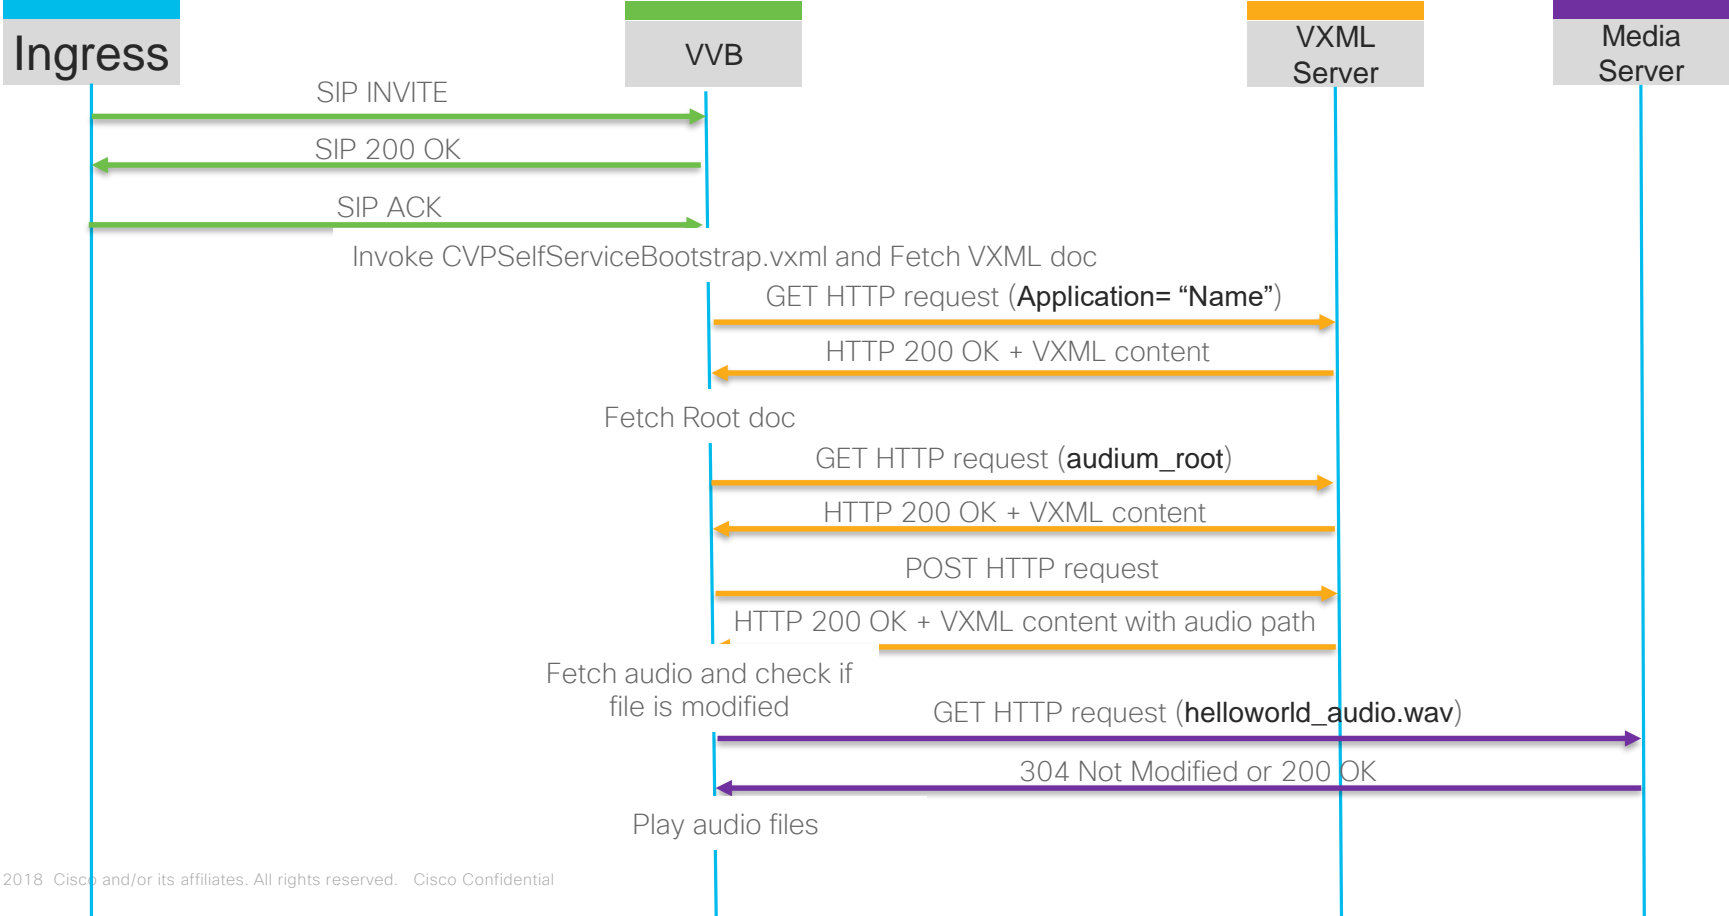 Ingress
VVB
VXML
Server
Media
Server
SIP INVITE
SIP 200 OK
SIP ACK
Invoke CVPSelfServiceBootstrap.vxml and Fetch VXML doc
GET HTTP request (Application= “Name”)
HTTP 200 OK + VXML content
Fetch Root doc
GET HTTP request (audium_root)
HTTP 200 OK + VXML content
POST HTTP request
HTTP 200 OK + VXML content with audio path
Fetch audio and check if
file is modified
GET HTTP request (helloworld_audio.wav)
304 Not Modified or 200 OK
Play audio files
2018 Cisco and/or its affiliates. All rights reserved. Cisco Confidential